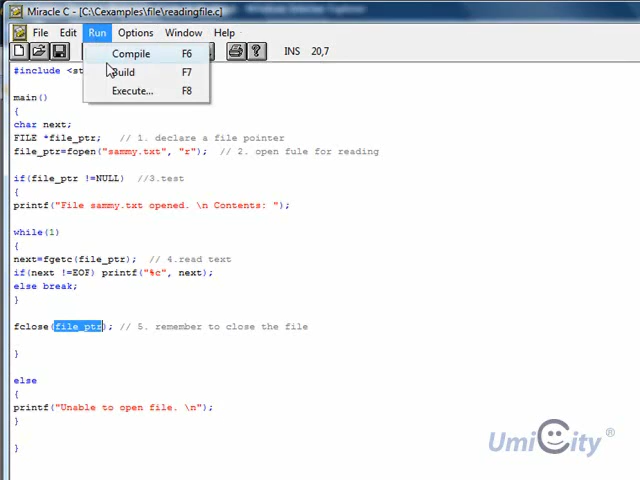 Miracle C - [C:\Cexamples\file\readingfile.c]
File Edit Run Options Window Help
INS 20,7
Compile F6
Build F7
Execute... F8
#include <st
main()
{
char next;
FILE *file_ptr; // 1. declare a file pointer
file_ptr=fopen("sammy.txt", "r"); // 2. open fule for reading
if(file_ptr !=NULL) //3.test
{
printf("File sammy.txt opened. \n Contents: ");
while(1)
{
next=fgetc(file_ptr); // 4.read text
if(next !=EOF) printf("%c", next);
else break;
}
fclose(file_ptr); // 5. remember to close the file
}
else
{
printf("Unable to open file. \n");
}
}
UmiCity®